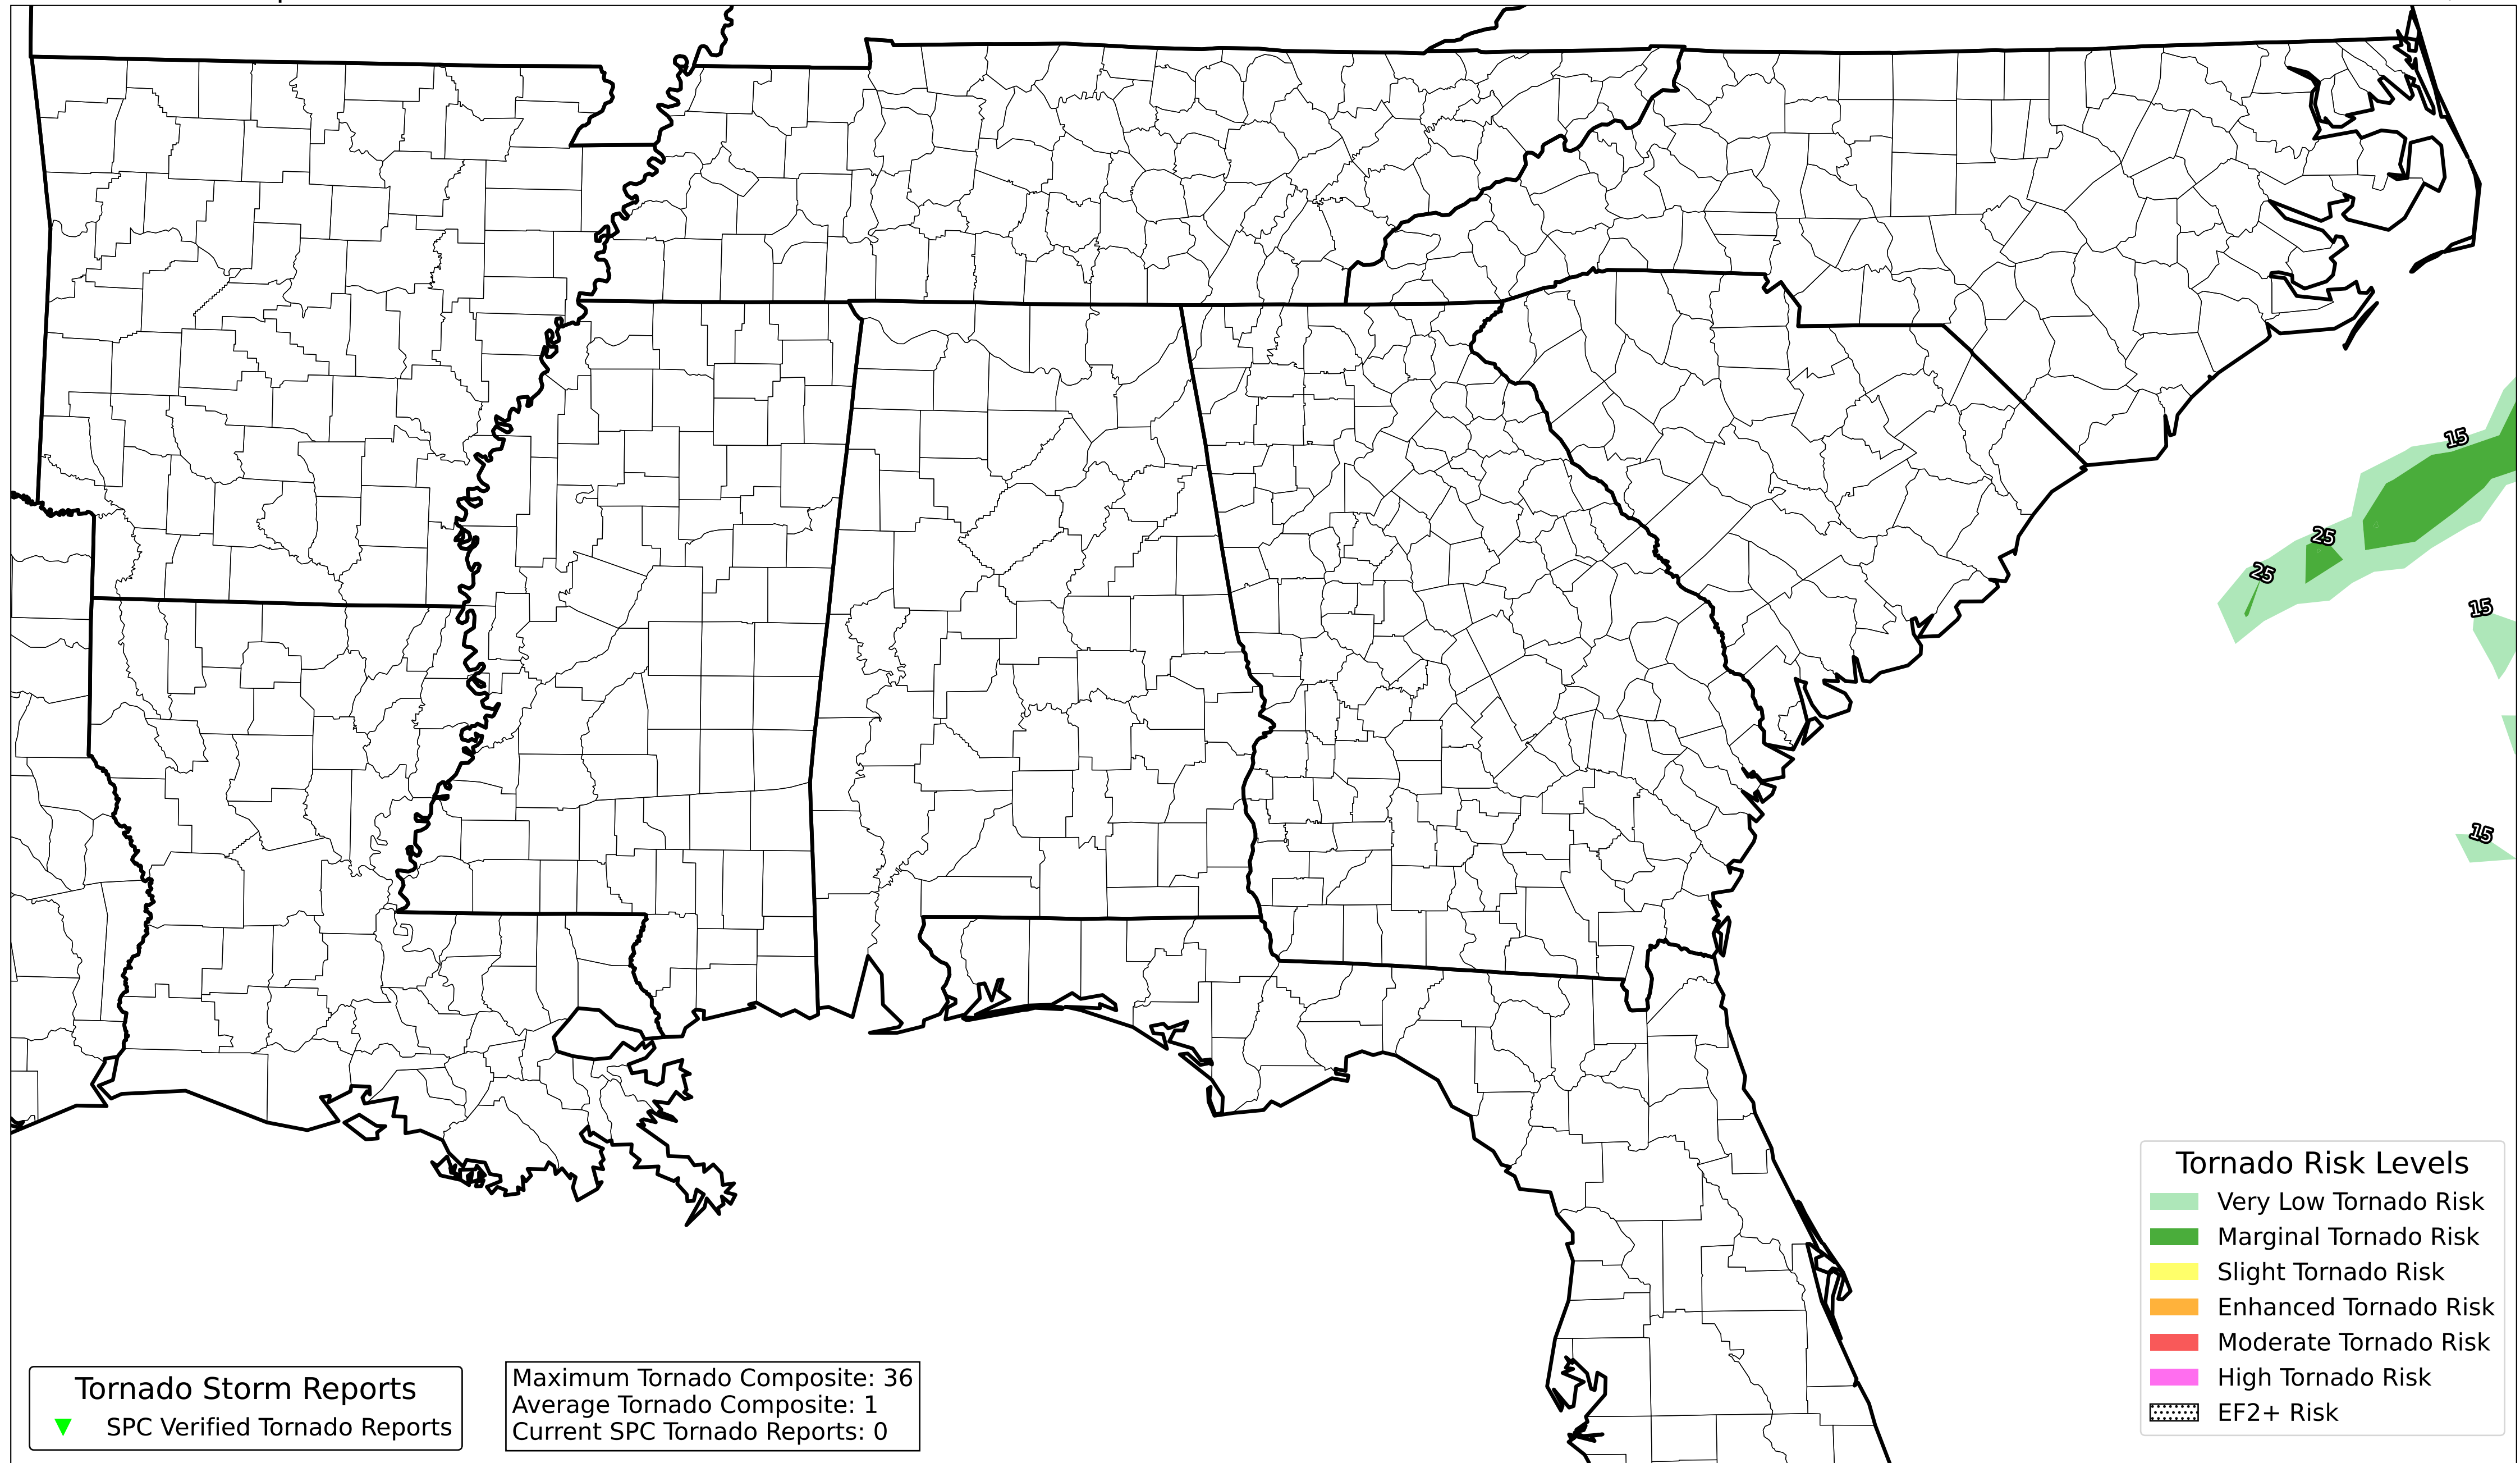 15
25
25
15
15
Tornado Risk Levels
Very Low Tornado Risk
Marginal Tornado Risk
Slight Tornado Risk
Enhanced Tornado Risk
Moderate Tornado Risk
High Tornado Risk
EF2+ Risk
Tornado Storm Reports
SPC Verified Tornado Reports
Maximum Tornado Composite: 36
Average Tornado Composite: 1
Current SPC Tornado Reports: 0